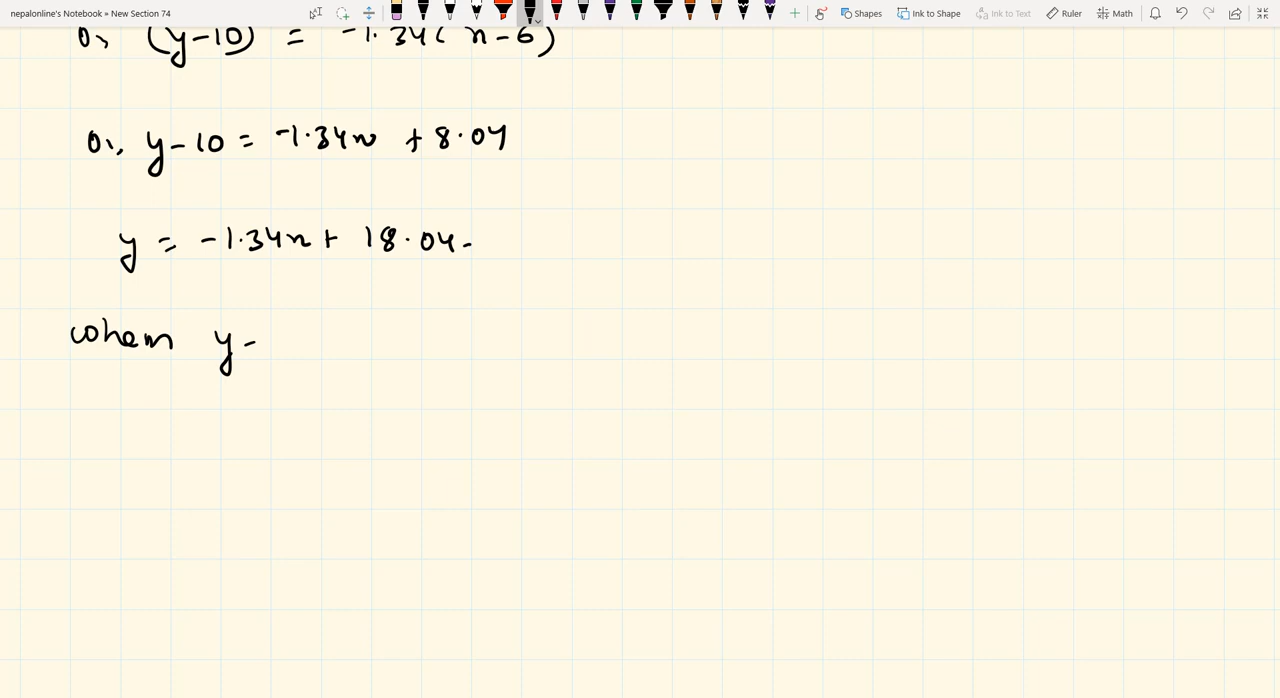 nepalonline's Notebook » New Section 74
Shapes Ink to Shape Ink to Text Ruler Math
or, (y-10) = -1.34(x-6)
or, y-10 = -1.34x + 8.04
y = -1.34x + 18.04.
when y-